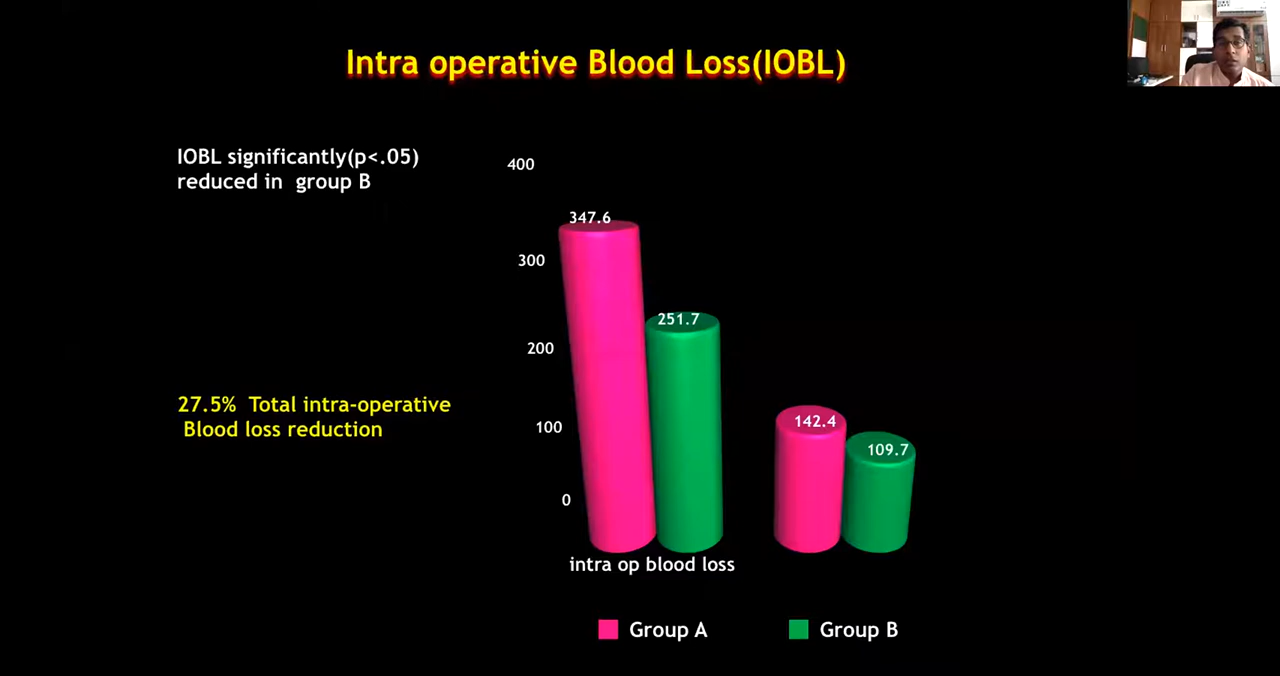 Intra operative Blood Loss(IOBL)
IOBL significantly(p<.05)
reduced in group B
27.5% Total intra-operative
Blood loss reduction
400
300
200
100
0
347.6
251.7
142.4
109.7
intra op blood loss
Group A
Group B